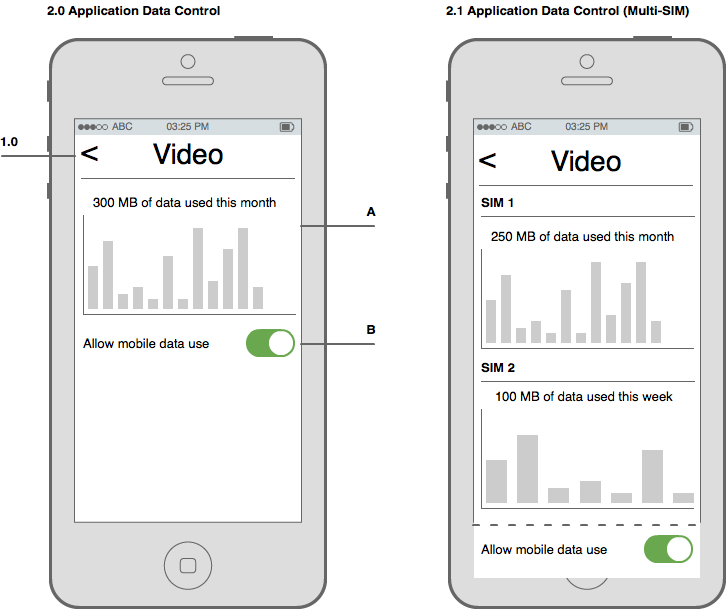 2.0 Application Data Control
ABC 03:25 PM
1.0
< Video
300 MB of data used this month
A
B
Allow mobile data use
2.1 Application Data Control (Multi-SIM)
ABC 03:25 PM
< Video
SIM 1
250 MB of data used this month
SIM 2
100 MB of data used this week
Allow mobile data use